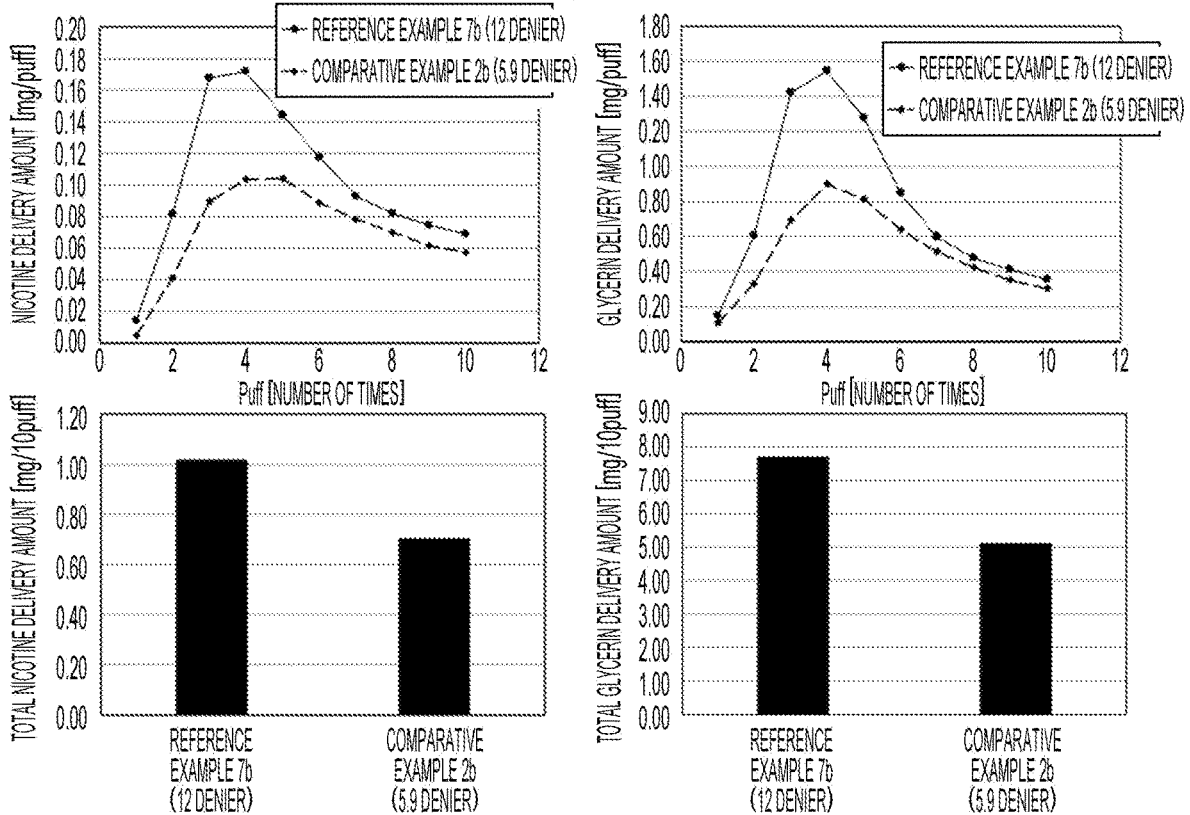 NICOTINE DELIVERY AMOUNT [mg/puff]
0.20
0.18
0.16
0.14
0.12
0.10
0.08
0.06
0.04
0.02
0.00
REFERENCE EXAMPLE 7b (12 DENIER)
COMPARATIVE EXAMPLE 2b (5.9 DENIER)
0 2 4 6 8 10 12
Puff [NUMBER OF TIMES]
GLYCERIN DELIVERY AMOUNT [mg/puff]
1.80
1.60
1.40
1.20
1.00
0.80
0.60
0.40
0.20
0.00
REFERENCE EXAMPLE 7b (12 DENIER)
COMPARATIVE EXAMPLE 2b (5.9 DENIER)
0 2 4 6 8 10 12
Puff [NUMBER OF TIMES]
TOTAL NICOTINE DELIVERY AMOUNT [mg/10puff]
1.20
1.00
0.80
0.60
0.40
0.20
0.00
REFERENCE
EXAMPLE 7b
(12 DENIER)
COMPARATIVE
EXAMPLE 2b
(5.9 DENIER)
TOTAL GLYCERIN DELIVERY AMOUNT [mg/10puff]
9.00
8.00
7.00
6.00
5.00
4.00
3.00
2.00
1.00
0.00
REFERENCE
EXAMPLE 7b
(12 DENIER)
COMPARATIVE
EXAMPLE 2b
(5.9 DENIER)